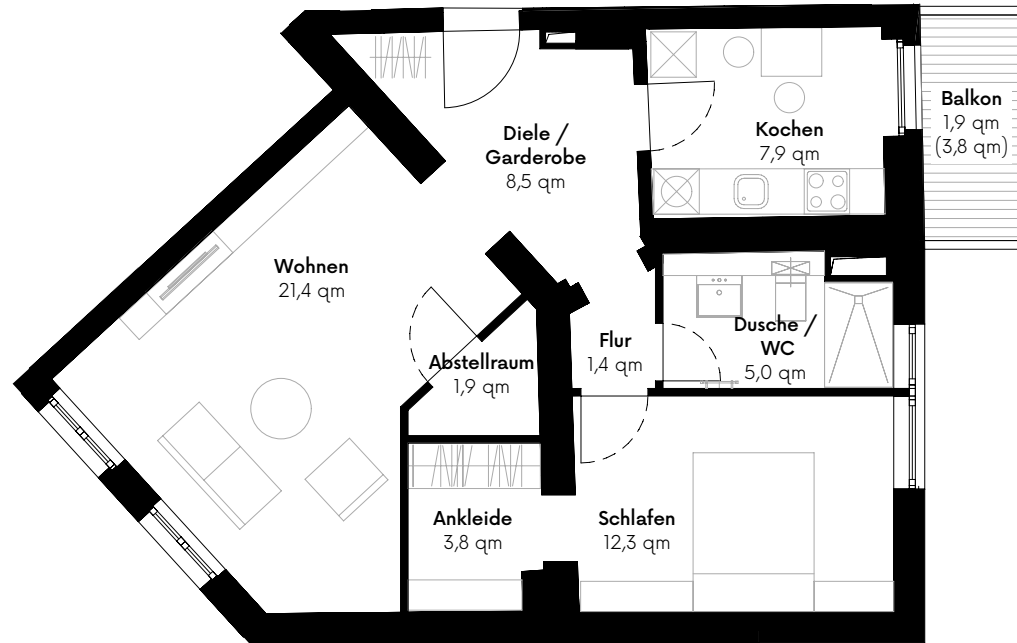 Diele /
Garderobe
8,5 qm
Kochen
7,9 qm
Balkon
1,9 qm
(3,8 qm)
Wohnen
21,4 qm
Abstellraum
1,9 qm
Flur
1,4 qm
Dusche /
WC
5,0 qm
Ankleide
3,8 qm
Schlafen
12,3 qm